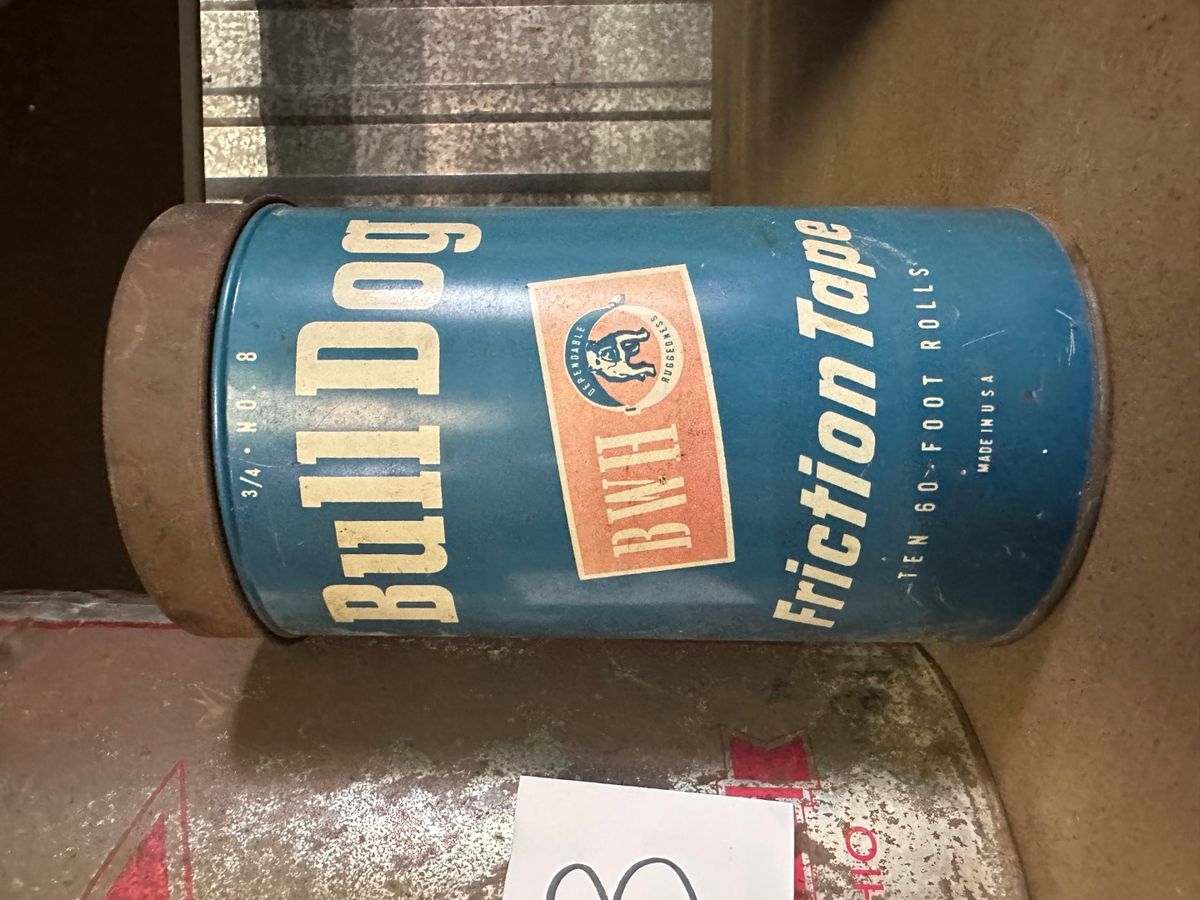 3/4 • NO. 8
Bull Dog
BWH
DEPENDABLE
RUGGEDNESS
Friction Tape
TEN 60-FOOT ROLLS
MADE IN USA